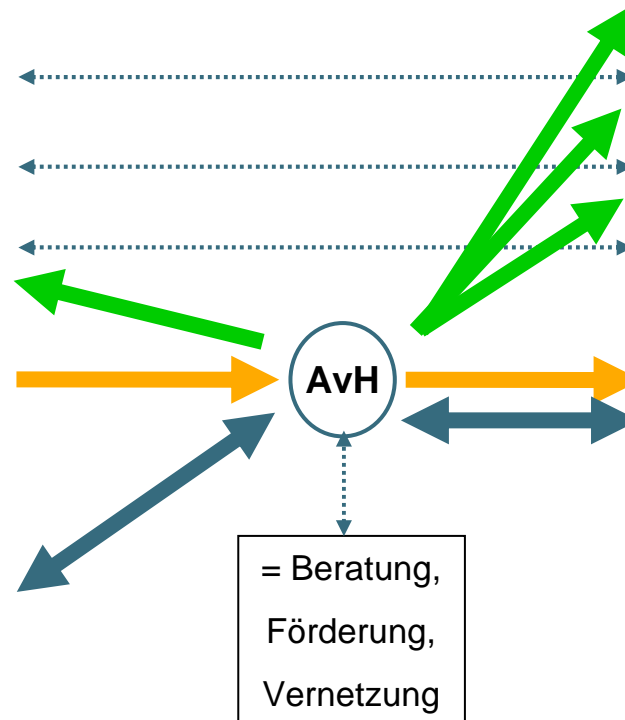 AvH
= Beratung,
Förderung,
Vernetzung